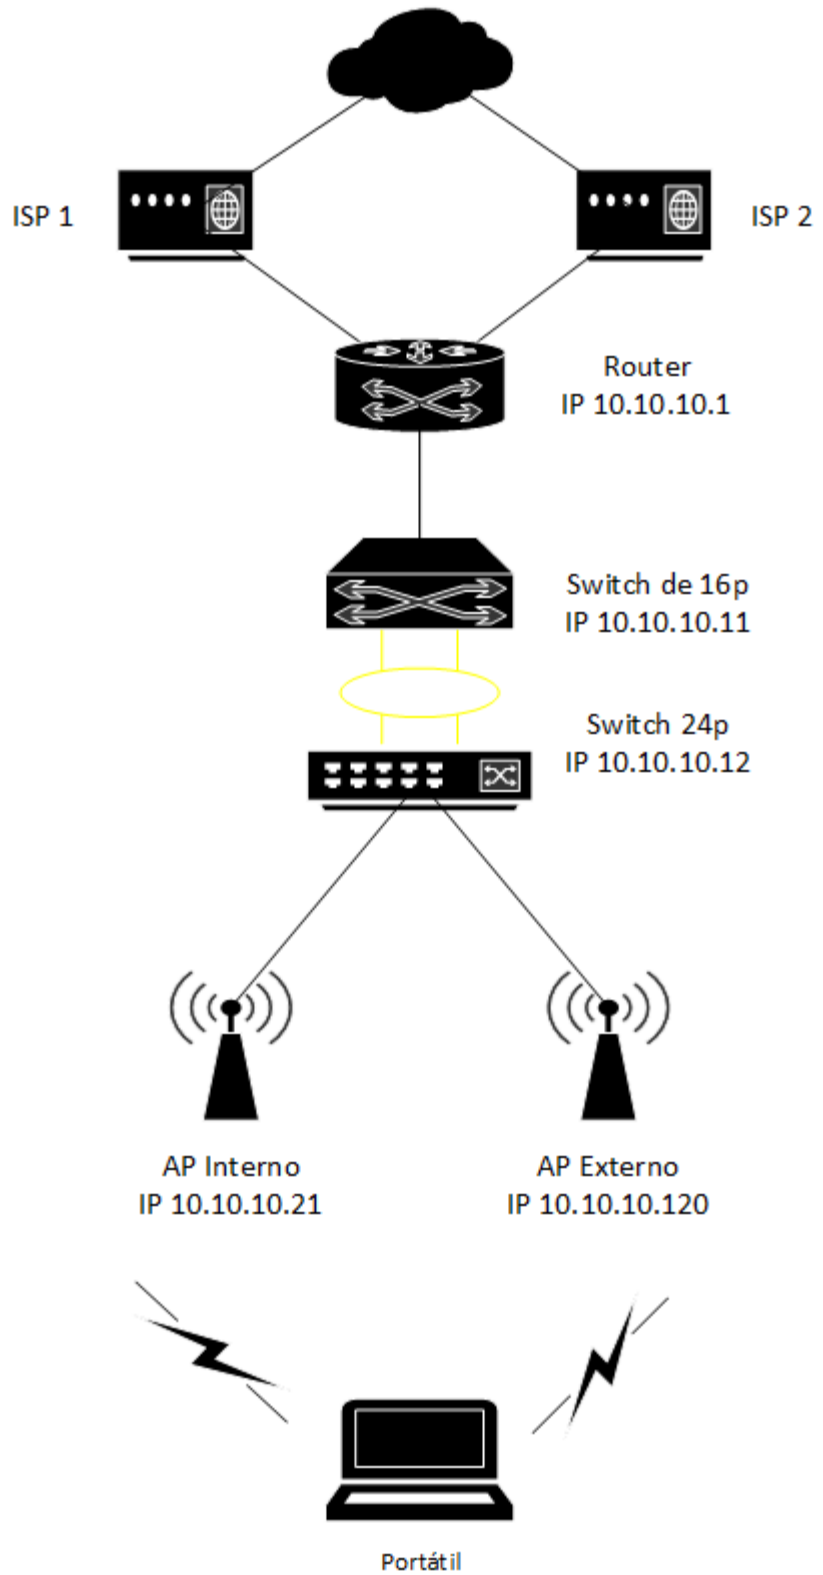 ISP 1
ISP 2
Router
IP 10.10.10.1
Switch de 16p
IP 10.10.10.11
Switch 24p
IP 10.10.10.12
AP Interno
IP 10.10.10.21
AP Externo
IP 10.10.10.120
Portátil